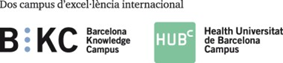 Dos campus d'excel·lència internacional
B:KC
Barcelona
Knowledge
Campus
HUBc
Health Universitat
de Barcelona
Campus